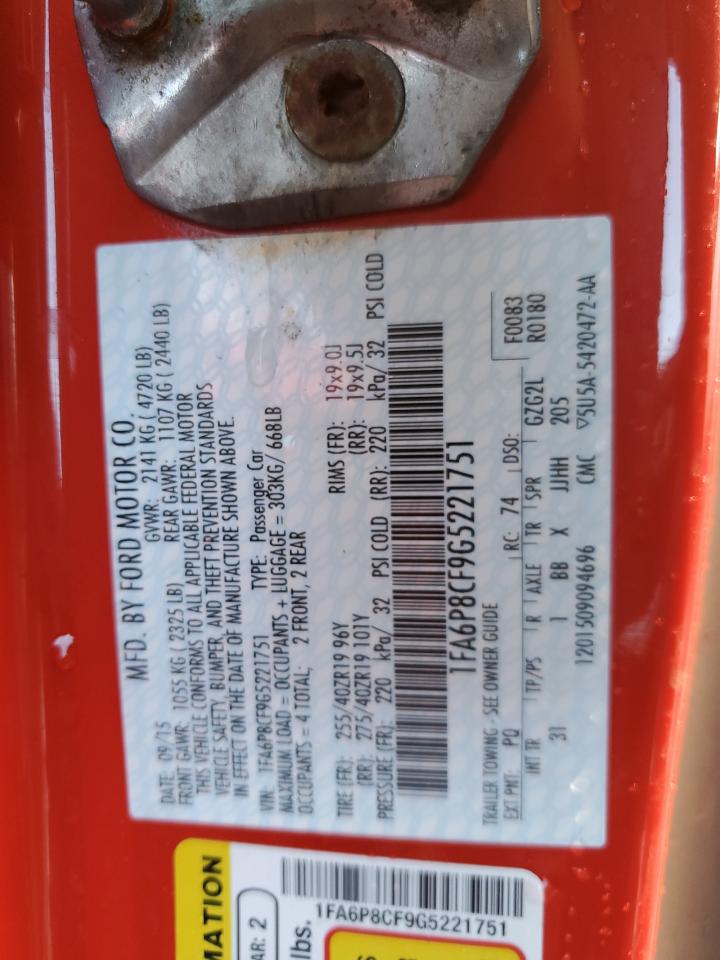 MFD. BY FORD MOTOR CO.
DATE: 09/15 GVWR: 2141 KG ( 4720 LB)
FRONT GAWR: 1055 KG ( 2325 LB) REAR GAWR: 1107 KG ( 2440 LB)
THIS VEHICLE CONFORMS TO ALL APPLICABLE FEDERAL MOTOR
VEHICLE SAFETY, BUMPER, AND THEFT PREVENTION STANDARDS
IN EFFECT ON THE DATE OF MANUFACTURE SHOWN ABOVE.
VIN: 1FA6P8CF9G5221751 TYPE: Passenger Car
MAXIMUM LOAD = OCCUPANTS + LUGGAGE = 303KG/ 668LB
OCCUPANTS = 4 TOTAL: 2 FRONT, 2 REAR
TIRE (FR): 255/40ZR19 96Y RIMS (FR): 19x9.0J
(RR): 275/40ZR19 101Y (RR): 19x9.5J
PRESSURE (FR): 220 kPa/ 32 PSI COLD (RR): 220 kPa/ 32 PSI COLD
1FA6P8CF9G5221751
TRAILER TOWING - SEE OWNER GUIDE
EXT PNT: PQ RC: 74 DSO: F0083
R0180
INT TR TP/PS R AXLE TR SPR GZG2L
31 1 BB X JJHH 205
1201509094696 CMC ▽5U5A-5420472-AA
MATION
AR: 2
lbs.
1FA6P8CF9G5221751